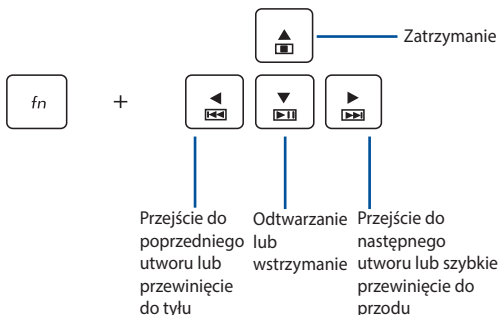 Zatrzymanie
fn
+
Przejście do
poprzedniego
utworu lub
przewinięcie
do tyłu
Odtwarzanie
lub
wstrzymanie
Przejście do
następnego
utworu lub szybkie
przewinięcie do
przodu